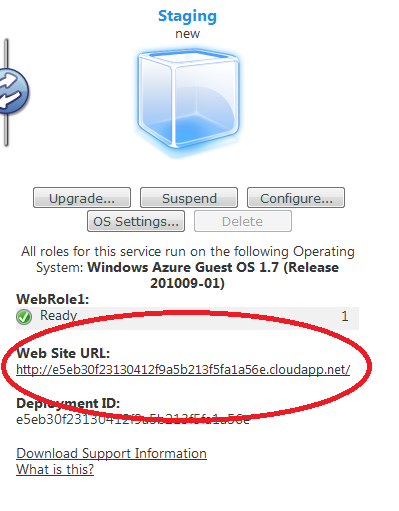 Staging
new
Upgrade... Suspend Configure...
OS Settings... Delete
All roles for this service run on the following Operating
System: Windows Azure Guest OS 1.7 (Release
201009-01)
WebRole1:
Ready 1
Web Site URL:
http://e5eb30f23130412f9a5b213f5fa1a56e.cloudapp.net/
Deployment ID:
e5eb30f23130412f9a5b213f5fa1a56e
Download Support Information
What is this?